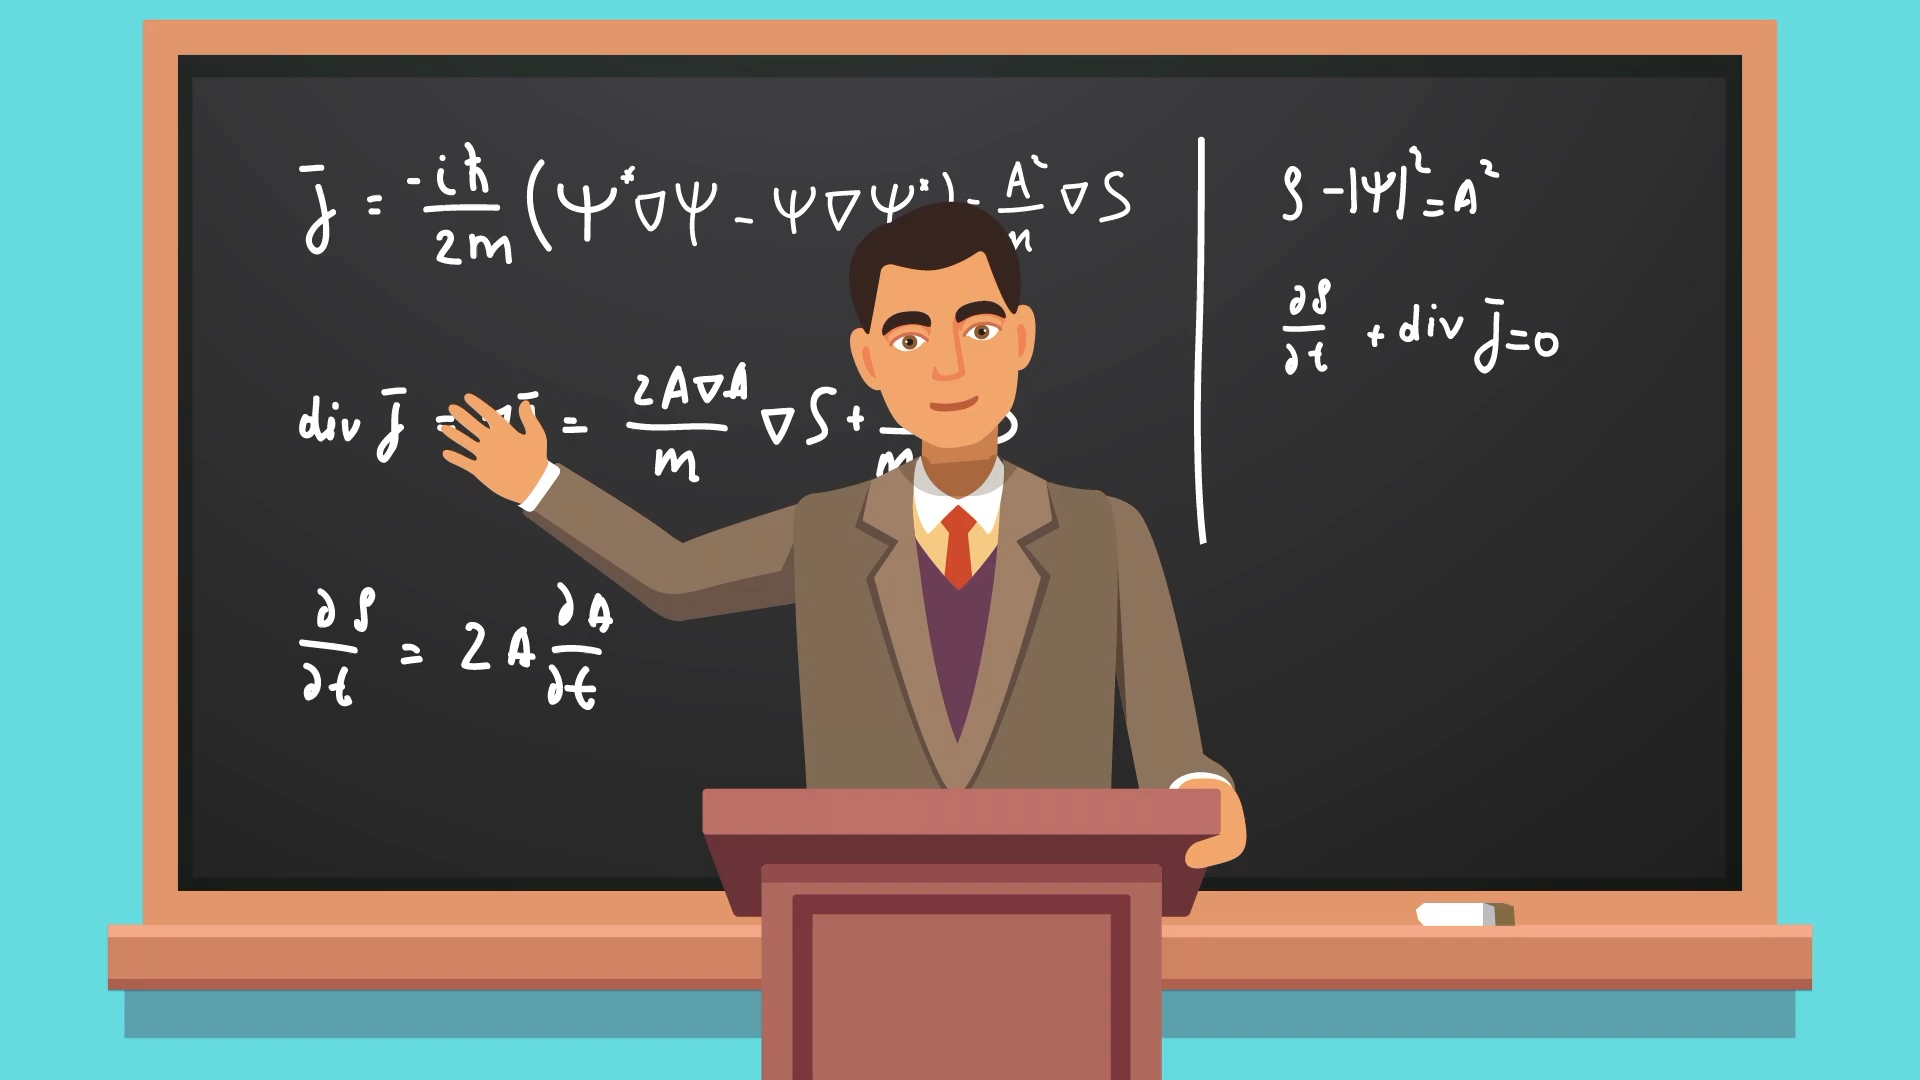 j̄ = -iħ/2m (Ψ*∇Ψ - Ψ∇Ψ*) - A²/m ∇S
div j̄ = ∇j̄ = 2A∇A/m ∇S +
∂ρ/∂t = 2A ∂A/∂t
ρ -|Ψ|² = A²
∂ρ/∂t + div j̄ = 0